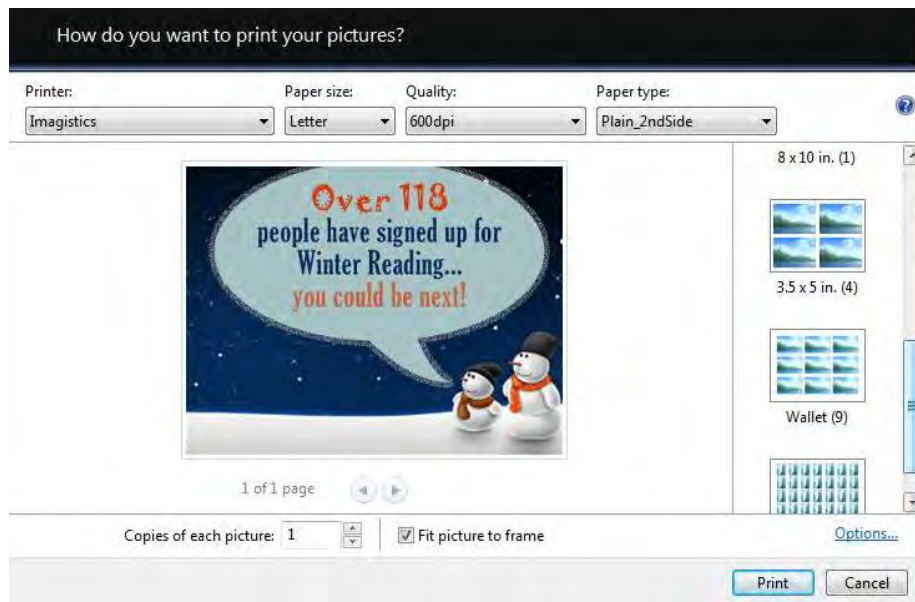 How do you want to print your pictures?
Printer: Paper size: Quality: Paper type:
Imagistics Letter 600dpi Plain_2ndSide
Over 118
people have signed up for
Winter Reading...
you could be next!
8 x 10 in. (1)
3.5 x 5 in. (4)
Wallet (9)
1 of 1 page
Copies of each picture: 1 Fit picture to frame Options...
Print Cancel